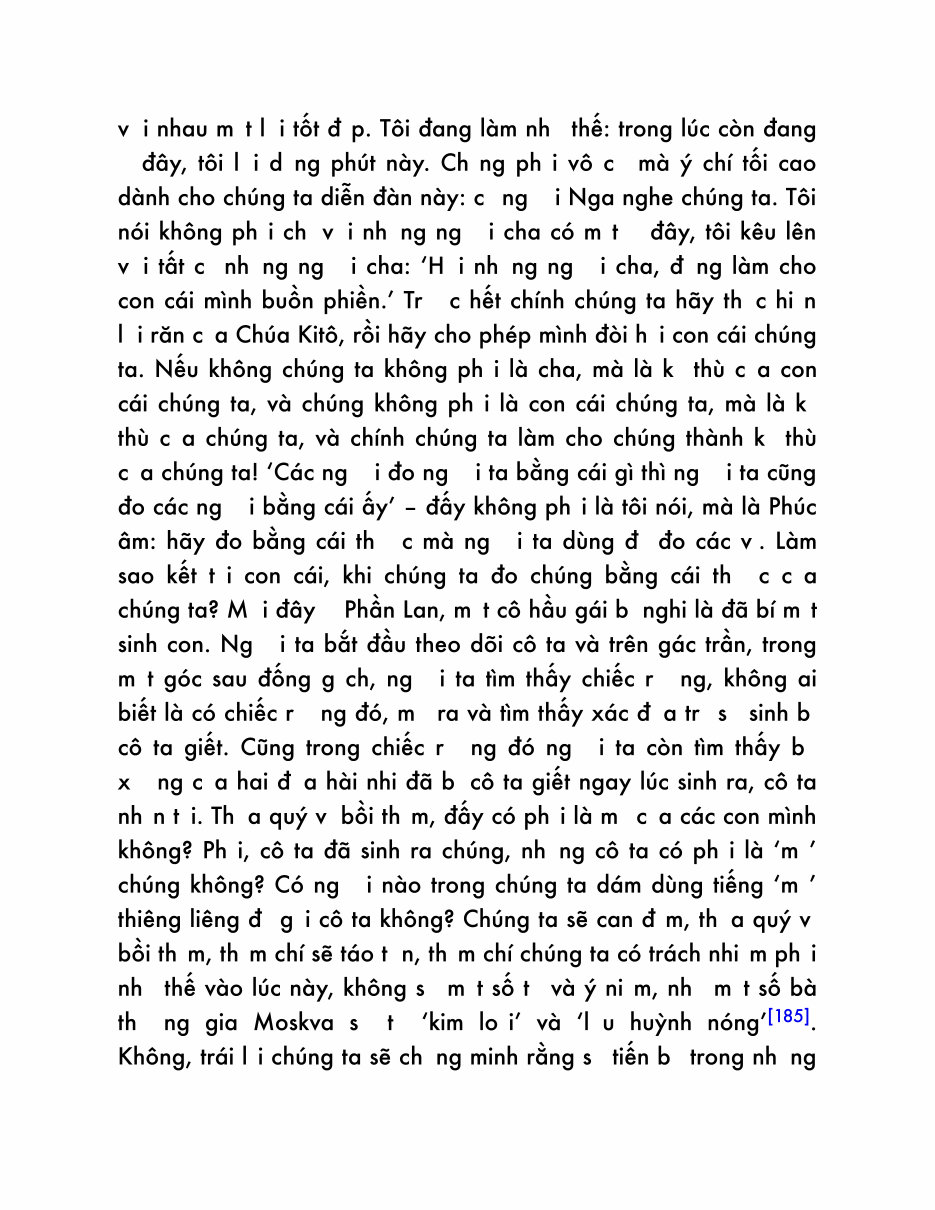 v i nhau m t l i tốt đ p. Tôi đang làm nh thế: trong lúc còn đang
đây, tôi l i d ng phút này. Ch ng ph i vô c mà ý chí tối cao
dành cho chúng ta diễn đàn này: c ng i Nga nghe chúng ta. Tôi
nói không ph i ch v i nh ng ng i cha có m t đây, tôi kêu lên
v i tất c nh ng ng i cha: ‘H i nh ng ng i cha, đ ng làm cho
con cái mình buồn phiền.’ Tr c hết chính chúng ta hãy th c hi n
l i răn c a Chúa Kitô, rồi hãy cho phép mình đòi h i con cái chúng
ta. Nếu không chúng ta không ph i là cha, mà là k thù c a con
cái chúng ta, và chúng không ph i là con cái chúng ta, mà là k
thù c a chúng ta, và chính chúng ta làm cho chúng thành k thù
c a chúng ta! ‘Các ng i đo ng i ta bằng cái gì thì ng i ta cũng
đo các ng i bằng cái ấy’ – đấy không ph i là tôi nói, mà là Phúc
âm: hãy đo bằng cái th c mà ng i ta dùng đ đo các v . Làm
sao kết t i con cái, khi chúng ta đo chúng bằng cái th c c a
chúng ta? M i đây Phần Lan, m t cô hầu gái b nghi là đã bí m t
sinh con. Ng i ta bắt đầu theo dõi cô ta và trên gác trần, trong
m t góc sau đống g ch, ng i ta tìm thấy chiếc r ng, không ai
biết là có chiếc r ng đó, m ra và tìm thấy xác đ a tr s sinh b
cô ta giết. Cũng trong chiếc r ng đó ng i ta còn tìm thấy b
x ng c a hai đ a hài nhi đã b cô ta giết ngay lúc sinh ra, cô ta
nh n t i. Th a quý v bồi th m, đấy có ph i là m c a các con mình
không? Ph i, cô ta đã sinh ra chúng, nh ng cô ta có ph i là ‘m ’
chúng không? Có ng i nào trong chúng ta dám dùng tiếng ‘m ’
thiêng liêng đ g i cô ta không? Chúng ta sẽ can đ m, th a quý v
bồi th m, th m chí sẽ táo t n, th m chí chúng ta có trách nhi m ph i
nh thế vào lúc này, không s m t số t và ý ni m, nh m t số bà
th ng gia Moskva s t ‘kim lo i’ và ‘l u huỳnh nóng’[185].
Không, trái l i chúng ta sẽ ch ng minh rằng s tiến b trong nh ng